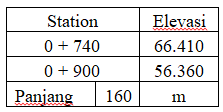 Station Elevasi
0 + 740 66.410
0 + 900 56.360
Panjang 160 m